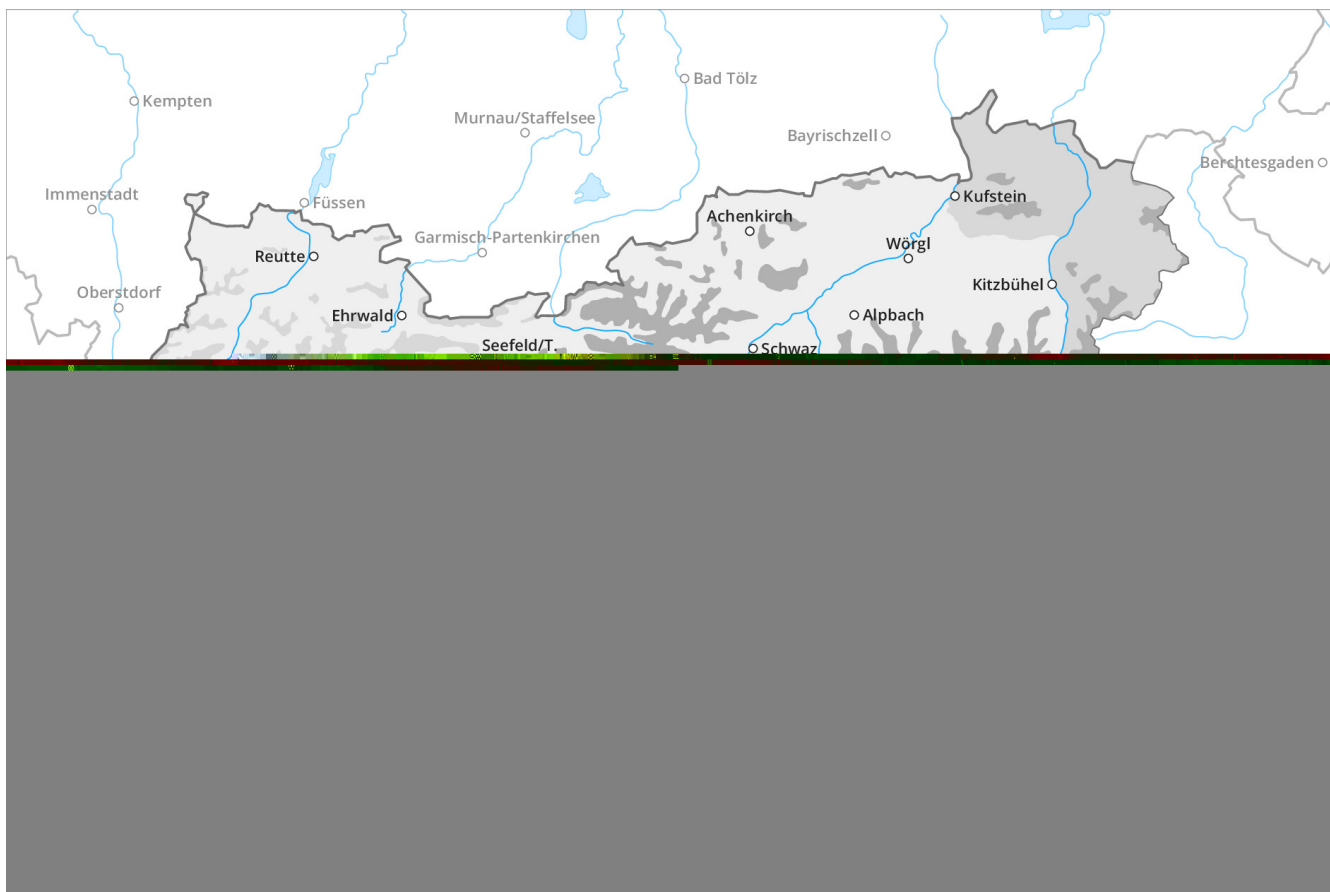 Bad Tölz
Kempten
Murnau/Staffelsee
Bayrischzell
Berchtesgaden
Immenstadt
Füssen
Kufstein
Achenkirch
Garmisch-Partenkirchen
Wörgl
Reutte
Kitzbühel
Oberstdorf
Ehrwald
Alpbach
Seefeld/T.
Schwaz